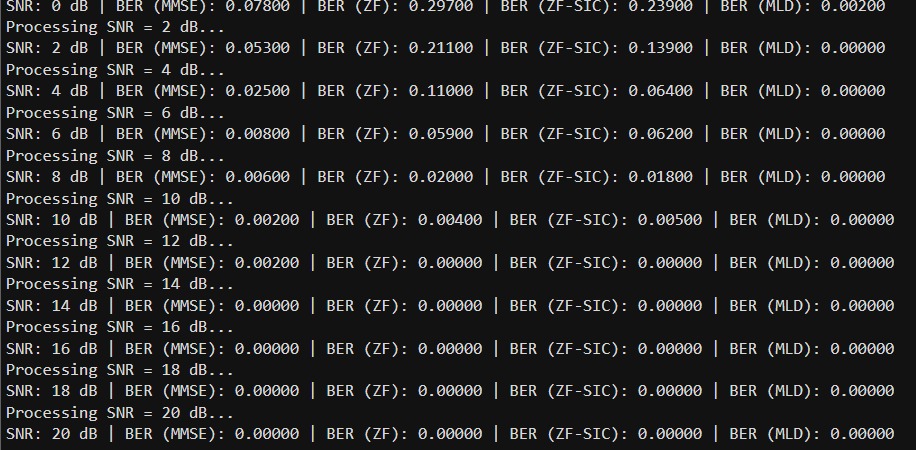 SNR: 0 dB | BER (MMSE): 0.07800 | BER (ZF): 0.29700 | BER (ZF-SIC): 0.23900 | BER (MLD): 0.00200
Processing SNR = 2 dB...
SNR: 2 dB | BER (MMSE): 0.05300 | BER (ZF): 0.21100 | BER (ZF-SIC): 0.13900 | BER (MLD): 0.00000
Processing SNR = 4 dB...
SNR: 4 dB | BER (MMSE): 0.02500 | BER (ZF): 0.11000 | BER (ZF-SIC): 0.06400 | BER (MLD): 0.00000
Processing SNR = 6 dB...
SNR: 6 dB | BER (MMSE): 0.00800 | BER (ZF): 0.05900 | BER (ZF-SIC): 0.06200 | BER (MLD): 0.00000
Processing SNR = 8 dB...
SNR: 8 dB | BER (MMSE): 0.00600 | BER (ZF): 0.02000 | BER (ZF-SIC): 0.01800 | BER (MLD): 0.00000
Processing SNR = 10 dB...
SNR: 10 dB | BER (MMSE): 0.00200 | BER (ZF): 0.00400 | BER (ZF-SIC): 0.00500 | BER (MLD): 0.00000
Processing SNR = 12 dB...
SNR: 12 dB | BER (MMSE): 0.00200 | BER (ZF): 0.00000 | BER (ZF-SIC): 0.00000 | BER (MLD): 0.00000
Processing SNR = 14 dB...
SNR: 14 dB | BER (MMSE): 0.00000 | BER (ZF): 0.00000 | BER (ZF-SIC): 0.00000 | BER (MLD): 0.00000
Processing SNR = 16 dB...
SNR: 16 dB | BER (MMSE): 0.00000 | BER (ZF): 0.00000 | BER (ZF-SIC): 0.00000 | BER (MLD): 0.00000
Processing SNR = 18 dB...
SNR: 18 dB | BER (MMSE): 0.00000 | BER (ZF): 0.00000 | BER (ZF-SIC): 0.00000 | BER (MLD): 0.00000
Processing SNR = 20 dB...
SNR: 20 dB | BER (MMSE): 0.00000 | BER (ZF): 0.00000 | BER (ZF-SIC): 0.00000 | BER (MLD): 0.00000